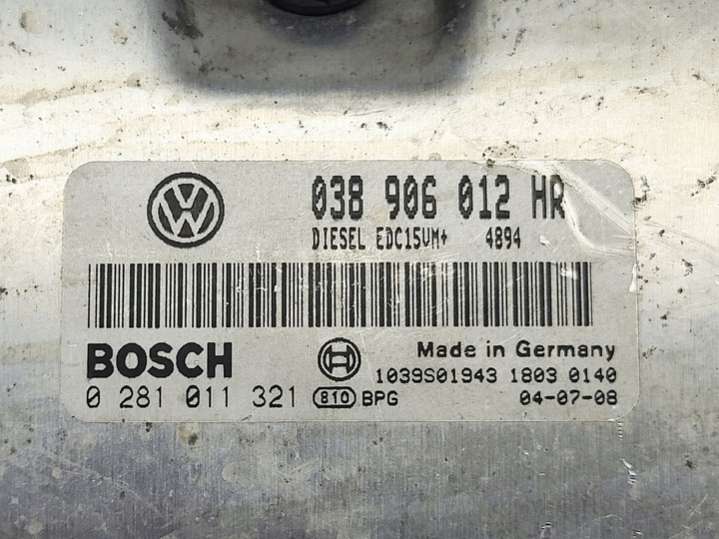 038 906 012 HR
DIESEL EDC15VM+ 4894
BOSCH
Made in Germany
1039S01943 1803 0140
0 281 011 321 810 BPG 04-07-08